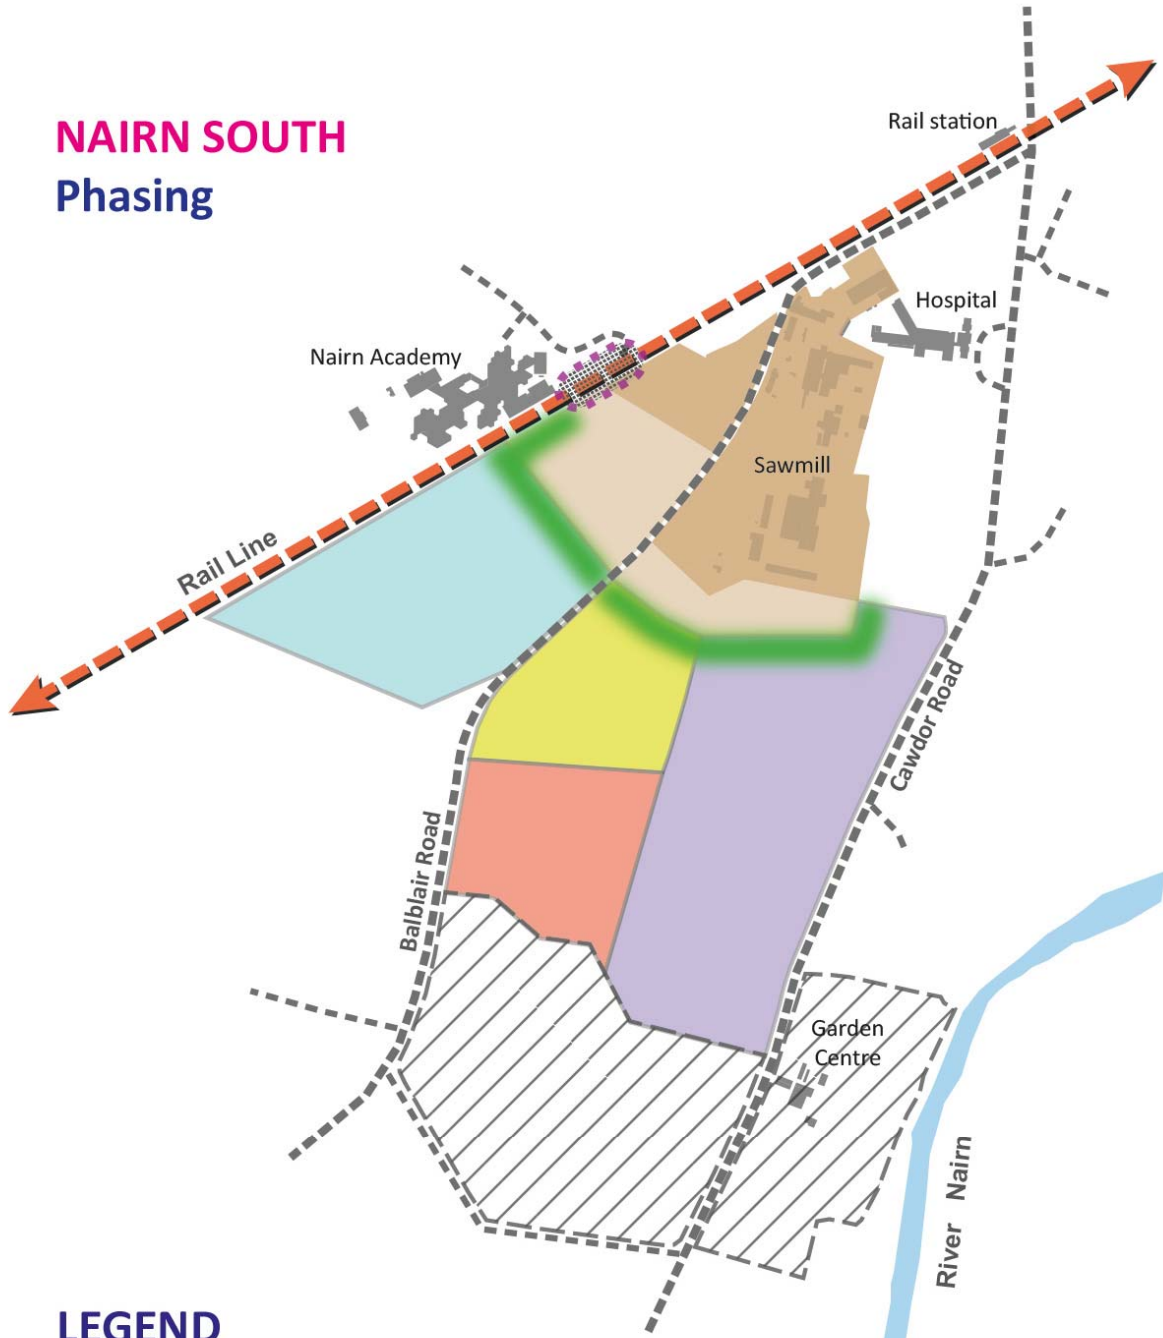 NAIRN SOUTH
Phasing
Rail station
Hospital
Nairn Academy
Sawmill
Rail Line
Cawdor Road
Balblair Road
Garden
Centre
River Nairn
LEGEND